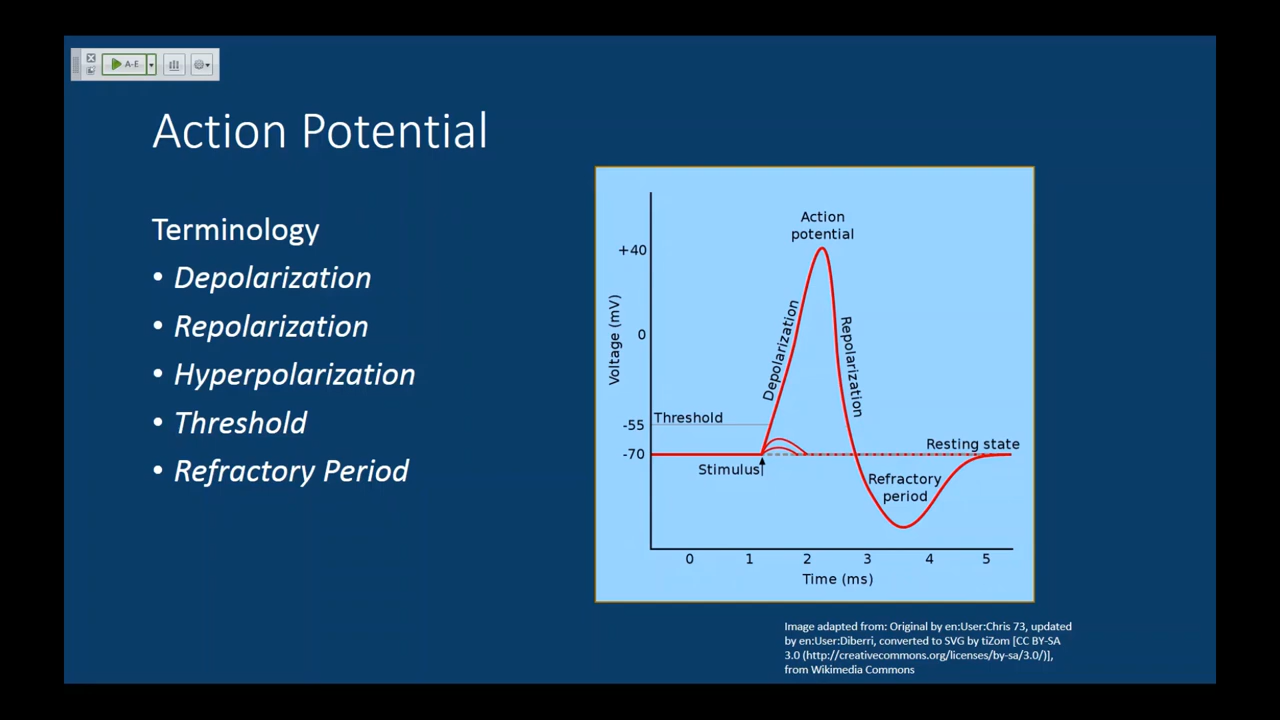 A-E
Action Potential
Terminology
• Depolarization
• Repolarization
• Hyperpolarization
• Threshold
• Refractory Period
Action
potential
+40
0
-55
-70
Voltage (mV)
Depolarization
Repolarization
Threshold
Resting state
Stimulus
Refractory
period
0 1 2 3 4 5
Time (ms)
Image adapted from: Original by en:User:Chris 73, updated
by en:User:Diberri, converted to SVG by tiZom [CC BY-SA
3.0 (http://creativecommons.org/licenses/by-sa/3.0/)],
from Wikimedia Commons